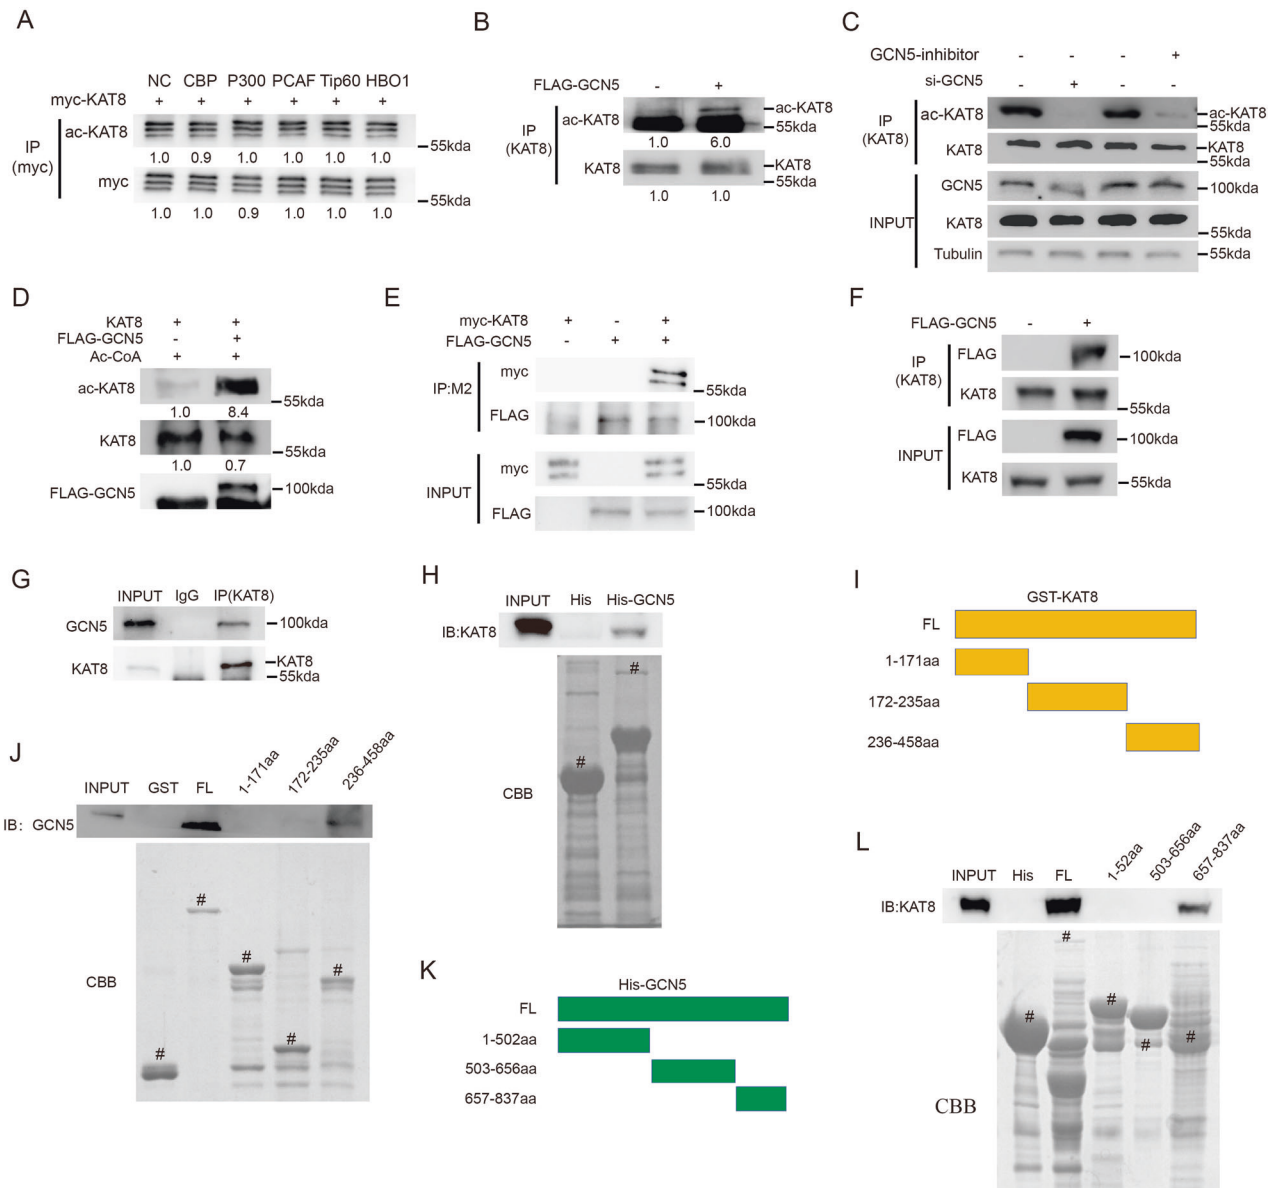 A
NC CBP P300 PCAF Tip60 HBO1
myc-KAT8 + + + + + +
IP (myc)
ac-KAT8
55kda
1.0 0.9 1.0 1.0 1.0 1.0
myc
55kda
1.0 1.0 0.9 1.0 1.0 1.0
B
FLAG-GCN5 - +
IP (KAT8)
ac-KAT8
ac-KAT8
55kda
1.0 6.0
KAT8
KAT8
55kda
1.0 1.0
C
GCN5-inhibitor - - - +
si-GCN5 - + - -
IP (KAT8)
ac-KAT8
ac-KAT8
55kda
KAT8
KAT8
55kda
INPUT
GCN5
100kda
KAT8
55kda
Tubulin
55kda
D
KAT8 + +
FLAG-GCN5 - +
Ac-CoA + +
ac-KAT8
55kda
1.0 8.4
KAT8
55kda
1.0 0.7
FLAG-GCN5
100kda
E
myc-KAT8 + - +
FLAG-GCN5 - + +
IP:M2
myc
55kda
FLAG
100kda
INPUT
myc
55kda
FLAG
100kda
F
FLAG-GCN5 - +
IP (KAT8)
FLAG
100kda
KAT8
55kda
INPUT
FLAG
100kda
KAT8
55kda
G
INPUT IgG IP(KAT8)
GCN5
100kda
KAT8
KAT8
55kda
H
INPUT His His-GCN5
IB:KAT8
#
#
CBB
I
GST-KAT8
FL
1-171aa
172-235aa
236-458aa
J
INPUT GST FL 1-171aa 172-235aa 236-458aa
IB: GCN5
#
# #
#
#
CBB
K
His-GCN5
FL
1-502aa
503-656aa
657-837aa
L
INPUT His FL 1-52aa 503-656aa 657-837aa
IB:KAT8
#
#
#
#
#
CBB